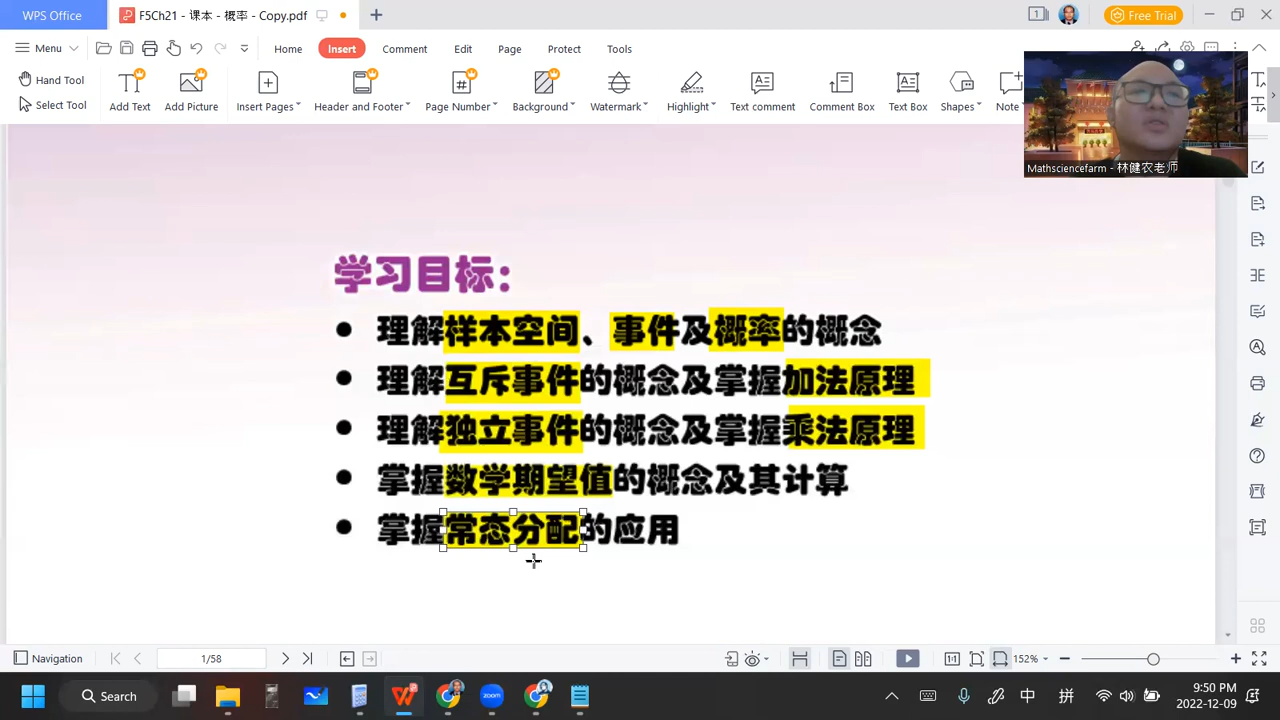 WPS Office
F5Ch21 - 课本 - 概率 - Copy.pdf
1
Free Trial
Menu
Home
Insert
Comment
Edit
Page
Protect
Tools
Hand Tool
Select Tool
Add Text
Add Picture
Insert Pages
Header and Footer
Page Number
Background
Watermark
Highlight
Text comment
Comment Box
Text Box
Shapes
Note
Mathsciencefarm - 林健农老师
学习目标：
● 理解样本空间、事件及概率的概念
● 理解互斥事件的概念及掌握加法原理
● 理解独立事件的概念及掌握乘法原理
● 掌握数学期望值的概念及其计算
● 掌握常态分配的应用
Navigation
1/58
152%
Search
zoom
中
拼
9:50 PM
2022-12-09